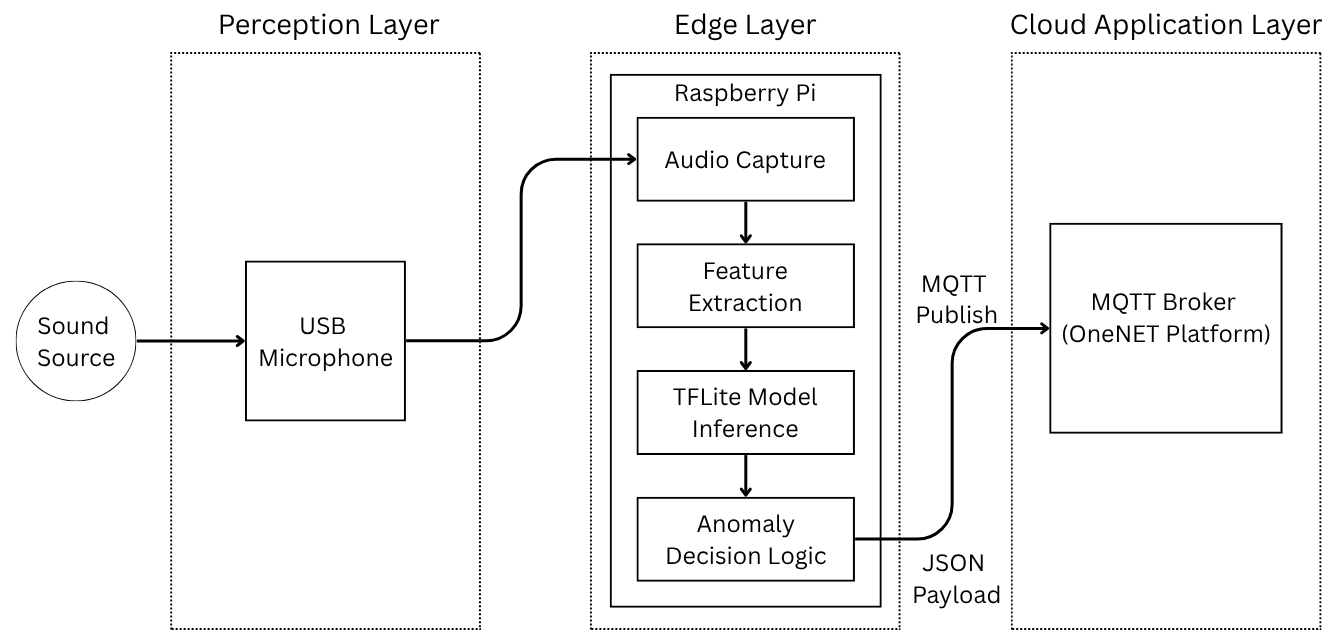 Perception Layer
Edge Layer
Cloud Application Layer
Sound
Source
USB
Microphone
Raspberry Pi
Audio Capture
Feature
Extraction
TFLite Model
Inference
Anomaly
Decision Logic
MQTT
Publish
JSON
Payload
MQTT Broker
(OneNET Platform)